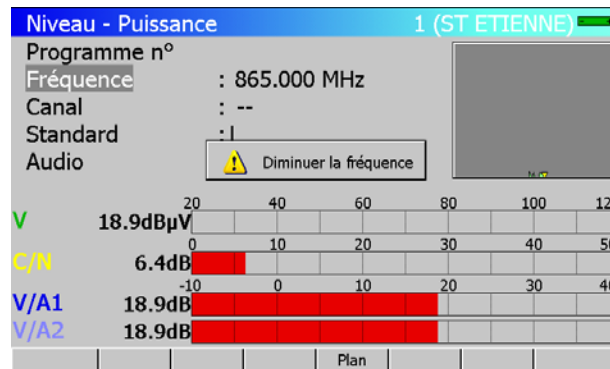 Niveau - Puissance 1 (ST ETIENNE)
Programme n°
Fréquence : 865.000 MHz
Canal : --
Standard : L
Audio
Diminuer la fréquence
20 40 60 80 100
V 18.9dBµV
0 10 20 30 40
C/N 6.4dB
-10 0 10 20 30
V/A1 18.9dB
V/A2 18.9dB
Plan